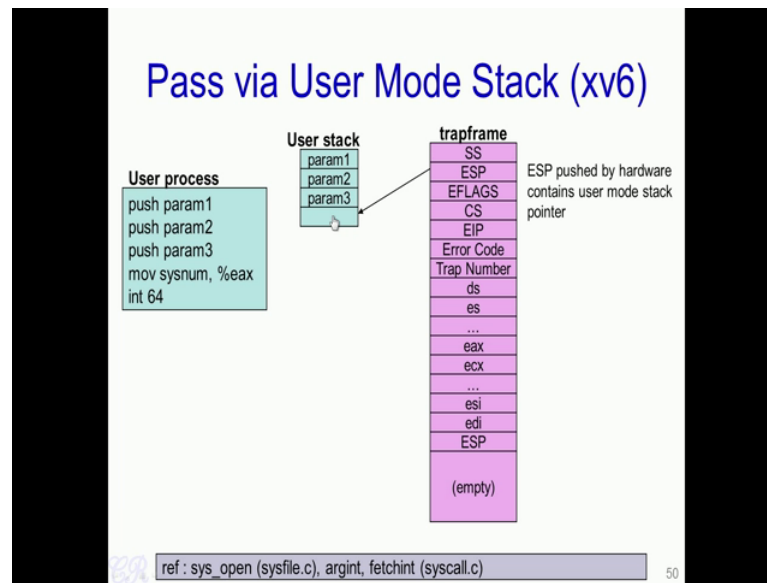 Pass via User Mode Stack (xv6)
User process
push param1
push param2
push param3
mov sysnum, %eax
int 64
User stack
param1
param2
param3
trapframe
SS
ESP
EFLAGS
CS
EIP
Error Code
Trap Number
ds
es
...
eax
ecx
...
esi
edi
ESP
(empty)
ESP pushed by hardware
contains user mode stack
pointer
ref : sys_open (sysfile.c), argint, fetchint (syscall.c)
50